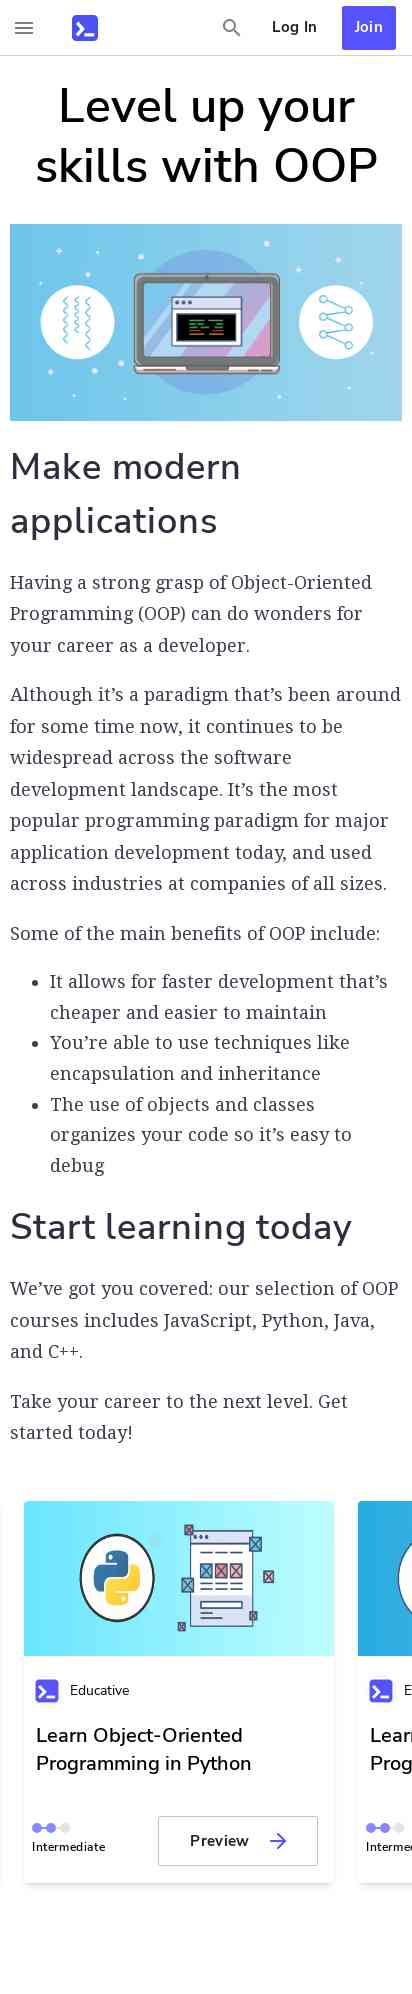 Log In
Join
Level up your
skills with OOP
Make modern
applications
Having a strong grasp of Object-Oriented
Programming (OOP) can do wonders for
your career as a developer.
Although it’s a paradigm that’s been around
for some time now, it continues to be
widespread across the software
development landscape. It’s the most
popular programming paradigm for major
application development today, and used
across industries at companies of all sizes.
Some of the main benefits of OOP include:
• It allows for faster development that’s
cheaper and easier to maintain
• You’re able to use techniques like
encapsulation and inheritance
• The use of objects and classes
organizes your code so it’s easy to
debug
Start learning today
We’ve got you covered: our selection of OOP
courses includes JavaScript, Python, Java,
and C++.
Take your career to the next level. Get
started today!
Educative
Learn Object-Oriented
Programming in Python
Intermediate
Preview